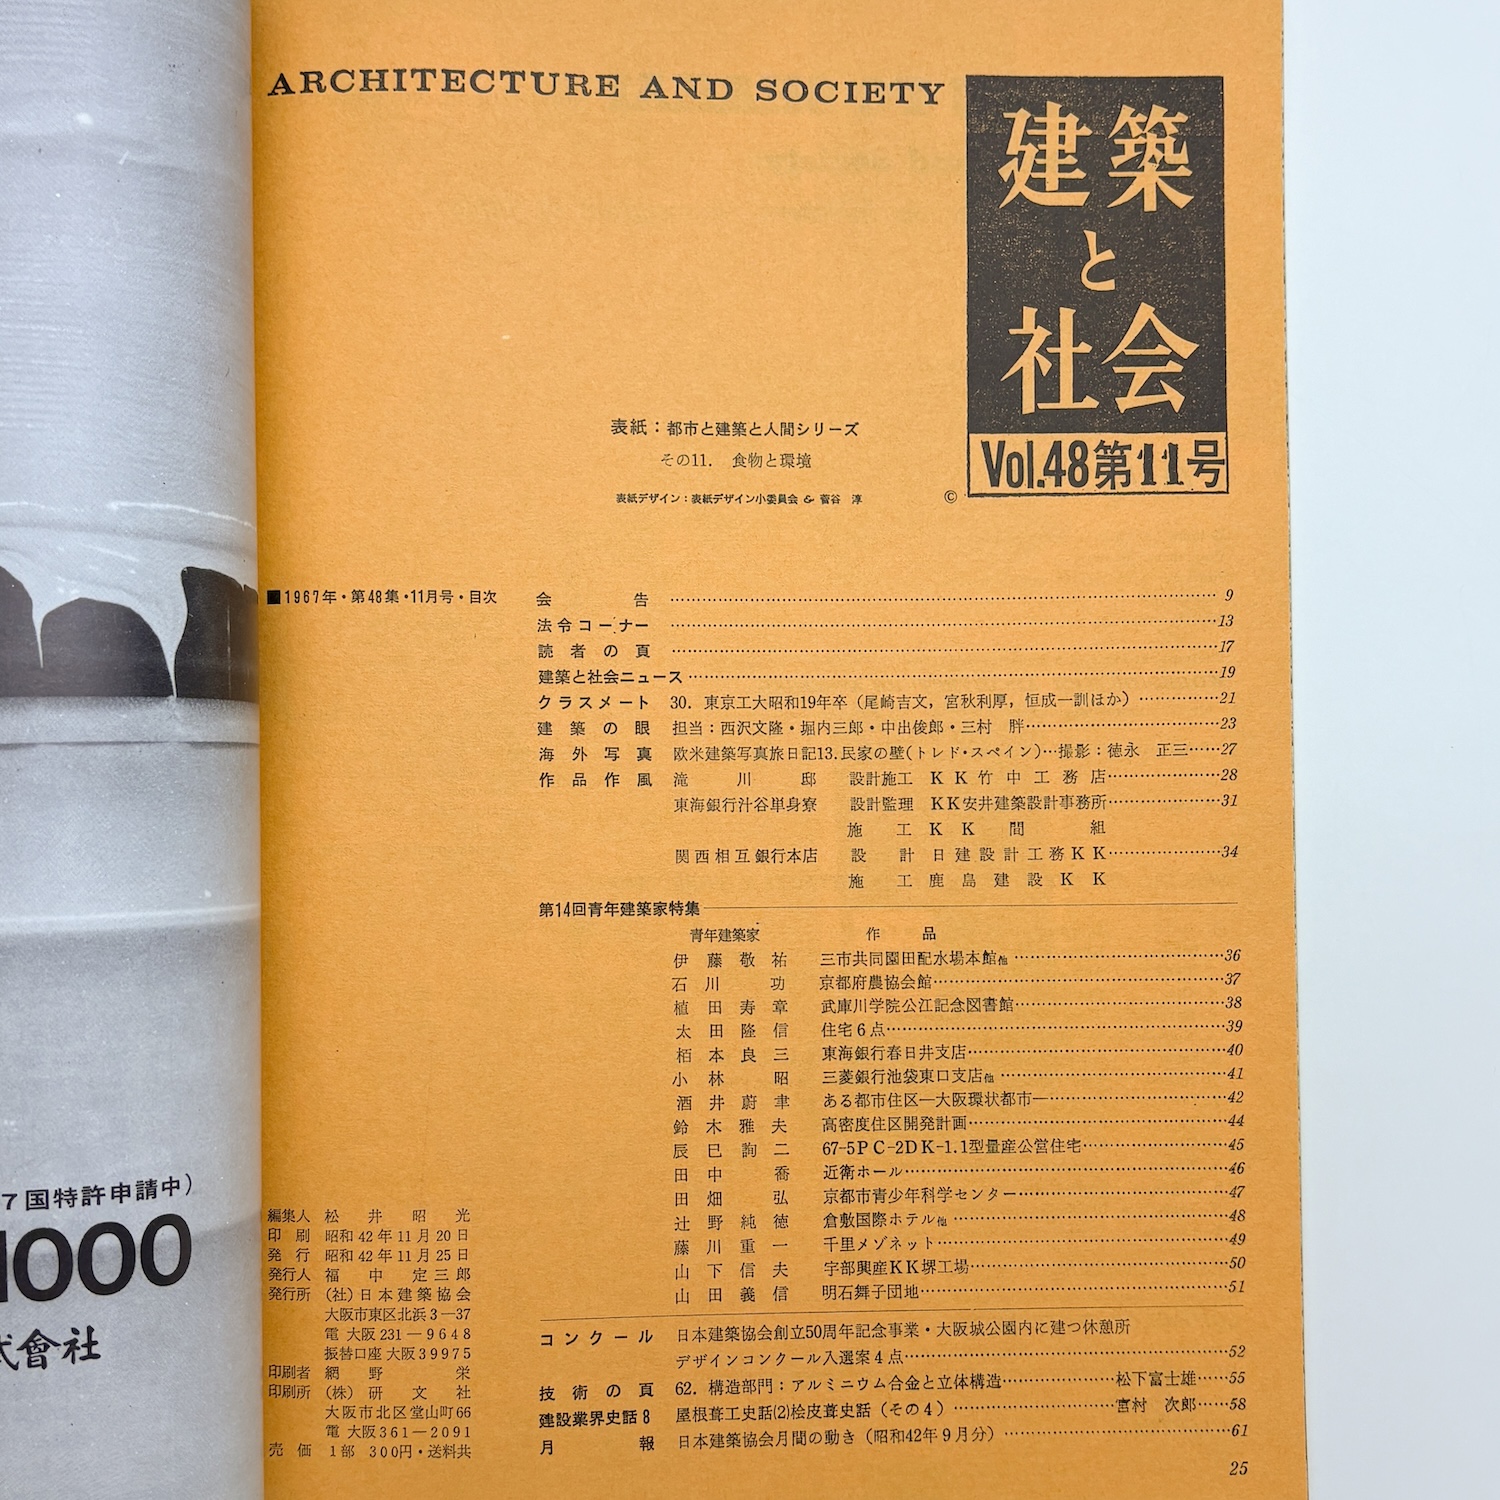 ARCHITECTURE AND SOCIETY
建築
と
社会
Vol.48第11号
©
表紙：都市と建築と人間シリーズ
その11． 食物と環境
表紙デザイン：表紙デザイン小委員会 & 菅谷 淳
■1967年・第48集・11月号・目次
会告 9
法令コーナー 13
読者の頁 17
建築と社会ニュース 19
クラスメート 30．東京工大昭和19年卒（尾崎吉文，宮秋利厚，恒成一訓ほか） 21
建築の眼 担当：西沢文隆・堀内三郎・中出俊郎・三村 胖 23
海外写真 欧米建築写真旅日記13.民家の壁（トレド・スペイン）…撮影：徳永 正三 27
作品作風 滝川邸 設計施工 KK竹中工務店 28
東海銀行汁谷単身寮 設計監理 KK安井建築設計事務所 31
施工 KK間組
関西相互銀行本店 設計 日建設計工務KK 34
施工 鹿島建設KK
第14回青年建築家特集
青年建築家 作品
伊藤敬祐 三市共同園田配水場本館他 36
石川功 京都府農協会館 37
植田寿章 武庫川学院公江記念図書館 38
太田隆信 住宅6点 39
栢本良三 東海銀行春日井支店 40
小林昭 三菱銀行池袋東口支店他 41
酒井蔚聿 ある都市住区―大阪環状都市― 42
鈴木雅夫 高密度住区開発計画 44
辰巳詢二 67-5PC-2DK-1.1型量産公営住宅 45
田中喬 近衛ホール 46
田畑弘 京都市青少年科学センター 47
辻野純徳 倉敷国際ホテル他 48
藤川重一 千里メゾネット 49
山下信夫 宇部興産KK堺工場 50
山田義信 明石舞子団地 51
コンクール 日本建築協会創立50周年記念事業・大阪城公園内に建つ休憩所
デザインコンクール入選案4点 52
技術の頁 62．構造部門：アルミニウム合金と立体構造 松下富士雄 55
建設業界史話8 屋根葺工史話(2)桧皮葺史話（その4） 宮村 次郎 58
月報 日本建築協会月間の動き（昭和42年9月分） 61
編集人 松井昭光
印刷 昭和42年11月20日
発行 昭和42年11月25日
発行人 福中定三郎
発行所 (社)日本建築協会
大阪市東区北浜3―37
電 大阪231―9648
振替口座 大阪39975
印刷者 網野栄
印刷所 (株)研文社
大阪市北区堂山町66
電 大阪361―2091
売価 1部 300円・送料共
25
7国特許申請中）
1000
式會社